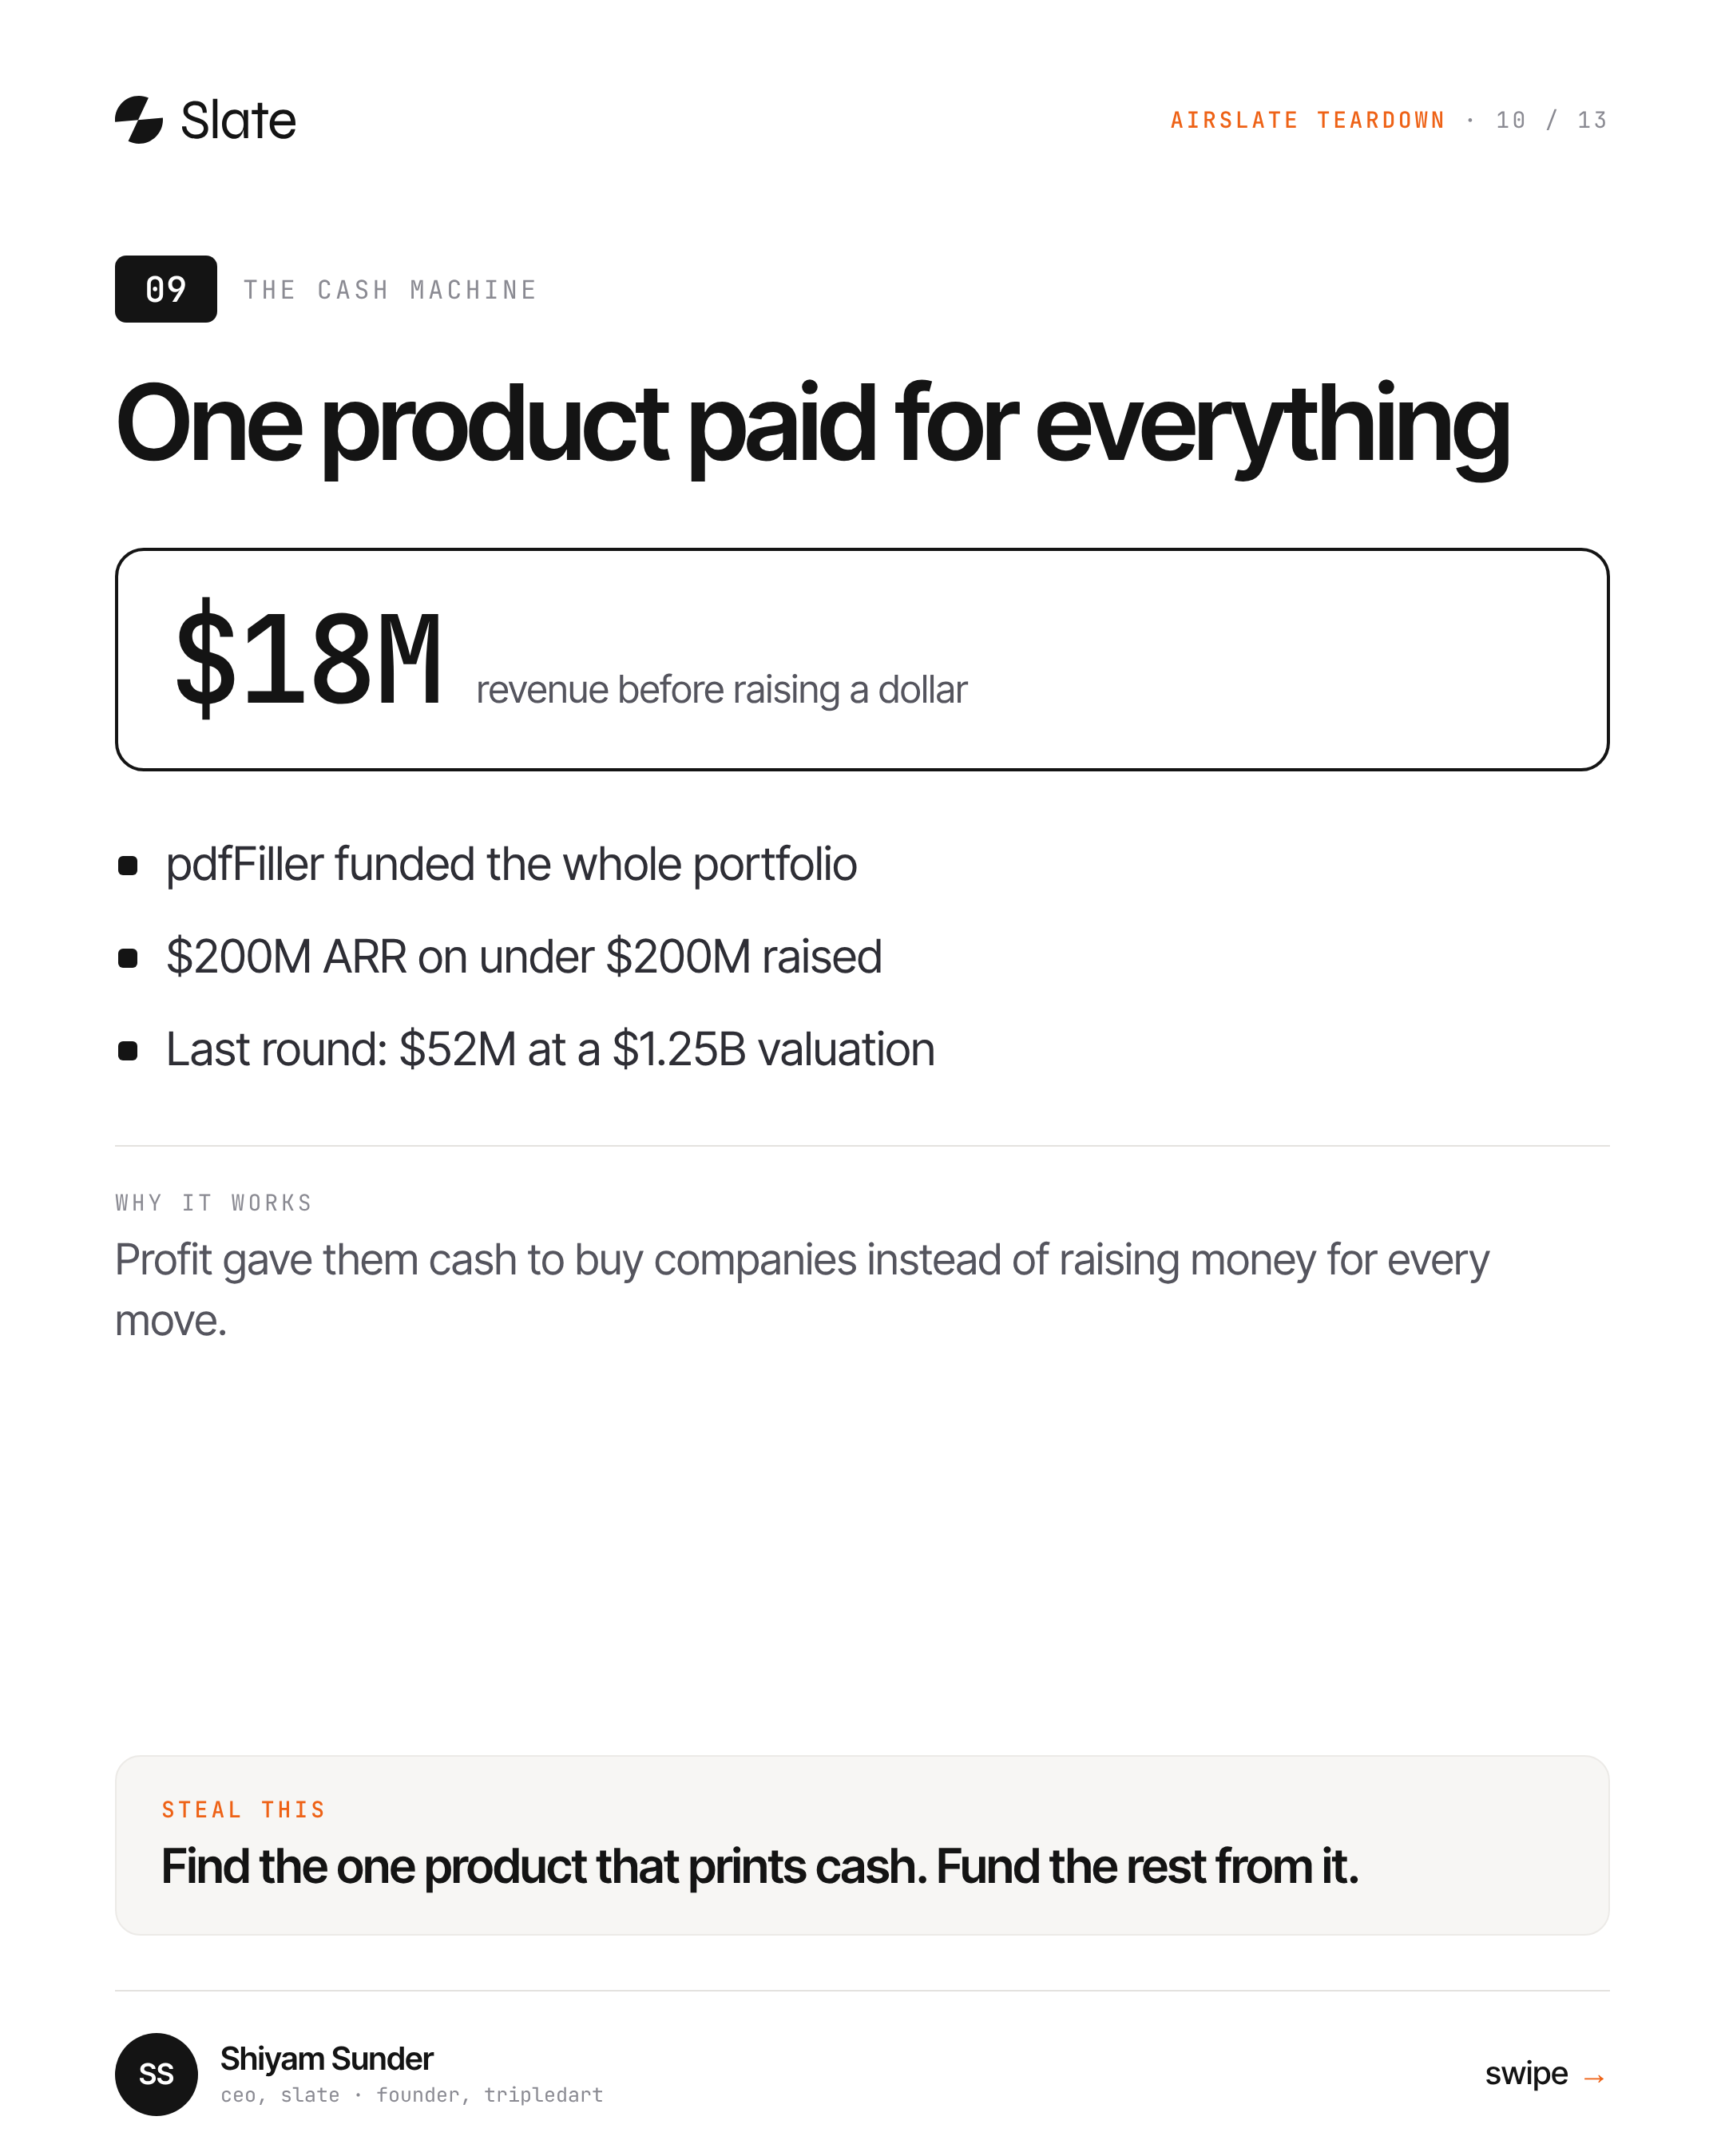 Slate
AIRSLATE TEARDOWN · 10 / 13
09 THE CASH MACHINE
One product paid for everything
$18M revenue before raising a dollar
pdfFiller funded the whole portfolio
$200M ARR on under $200M raised
Last round: $52M at a $1.25B valuation
WHY IT WORKS
Profit gave them cash to buy companies instead of raising money for every
move.
STEAL THIS
Find the one product that prints cash. Fund the rest from it.
SS
Shiyam Sunder
ceo, slate · founder, tripledart
swipe →